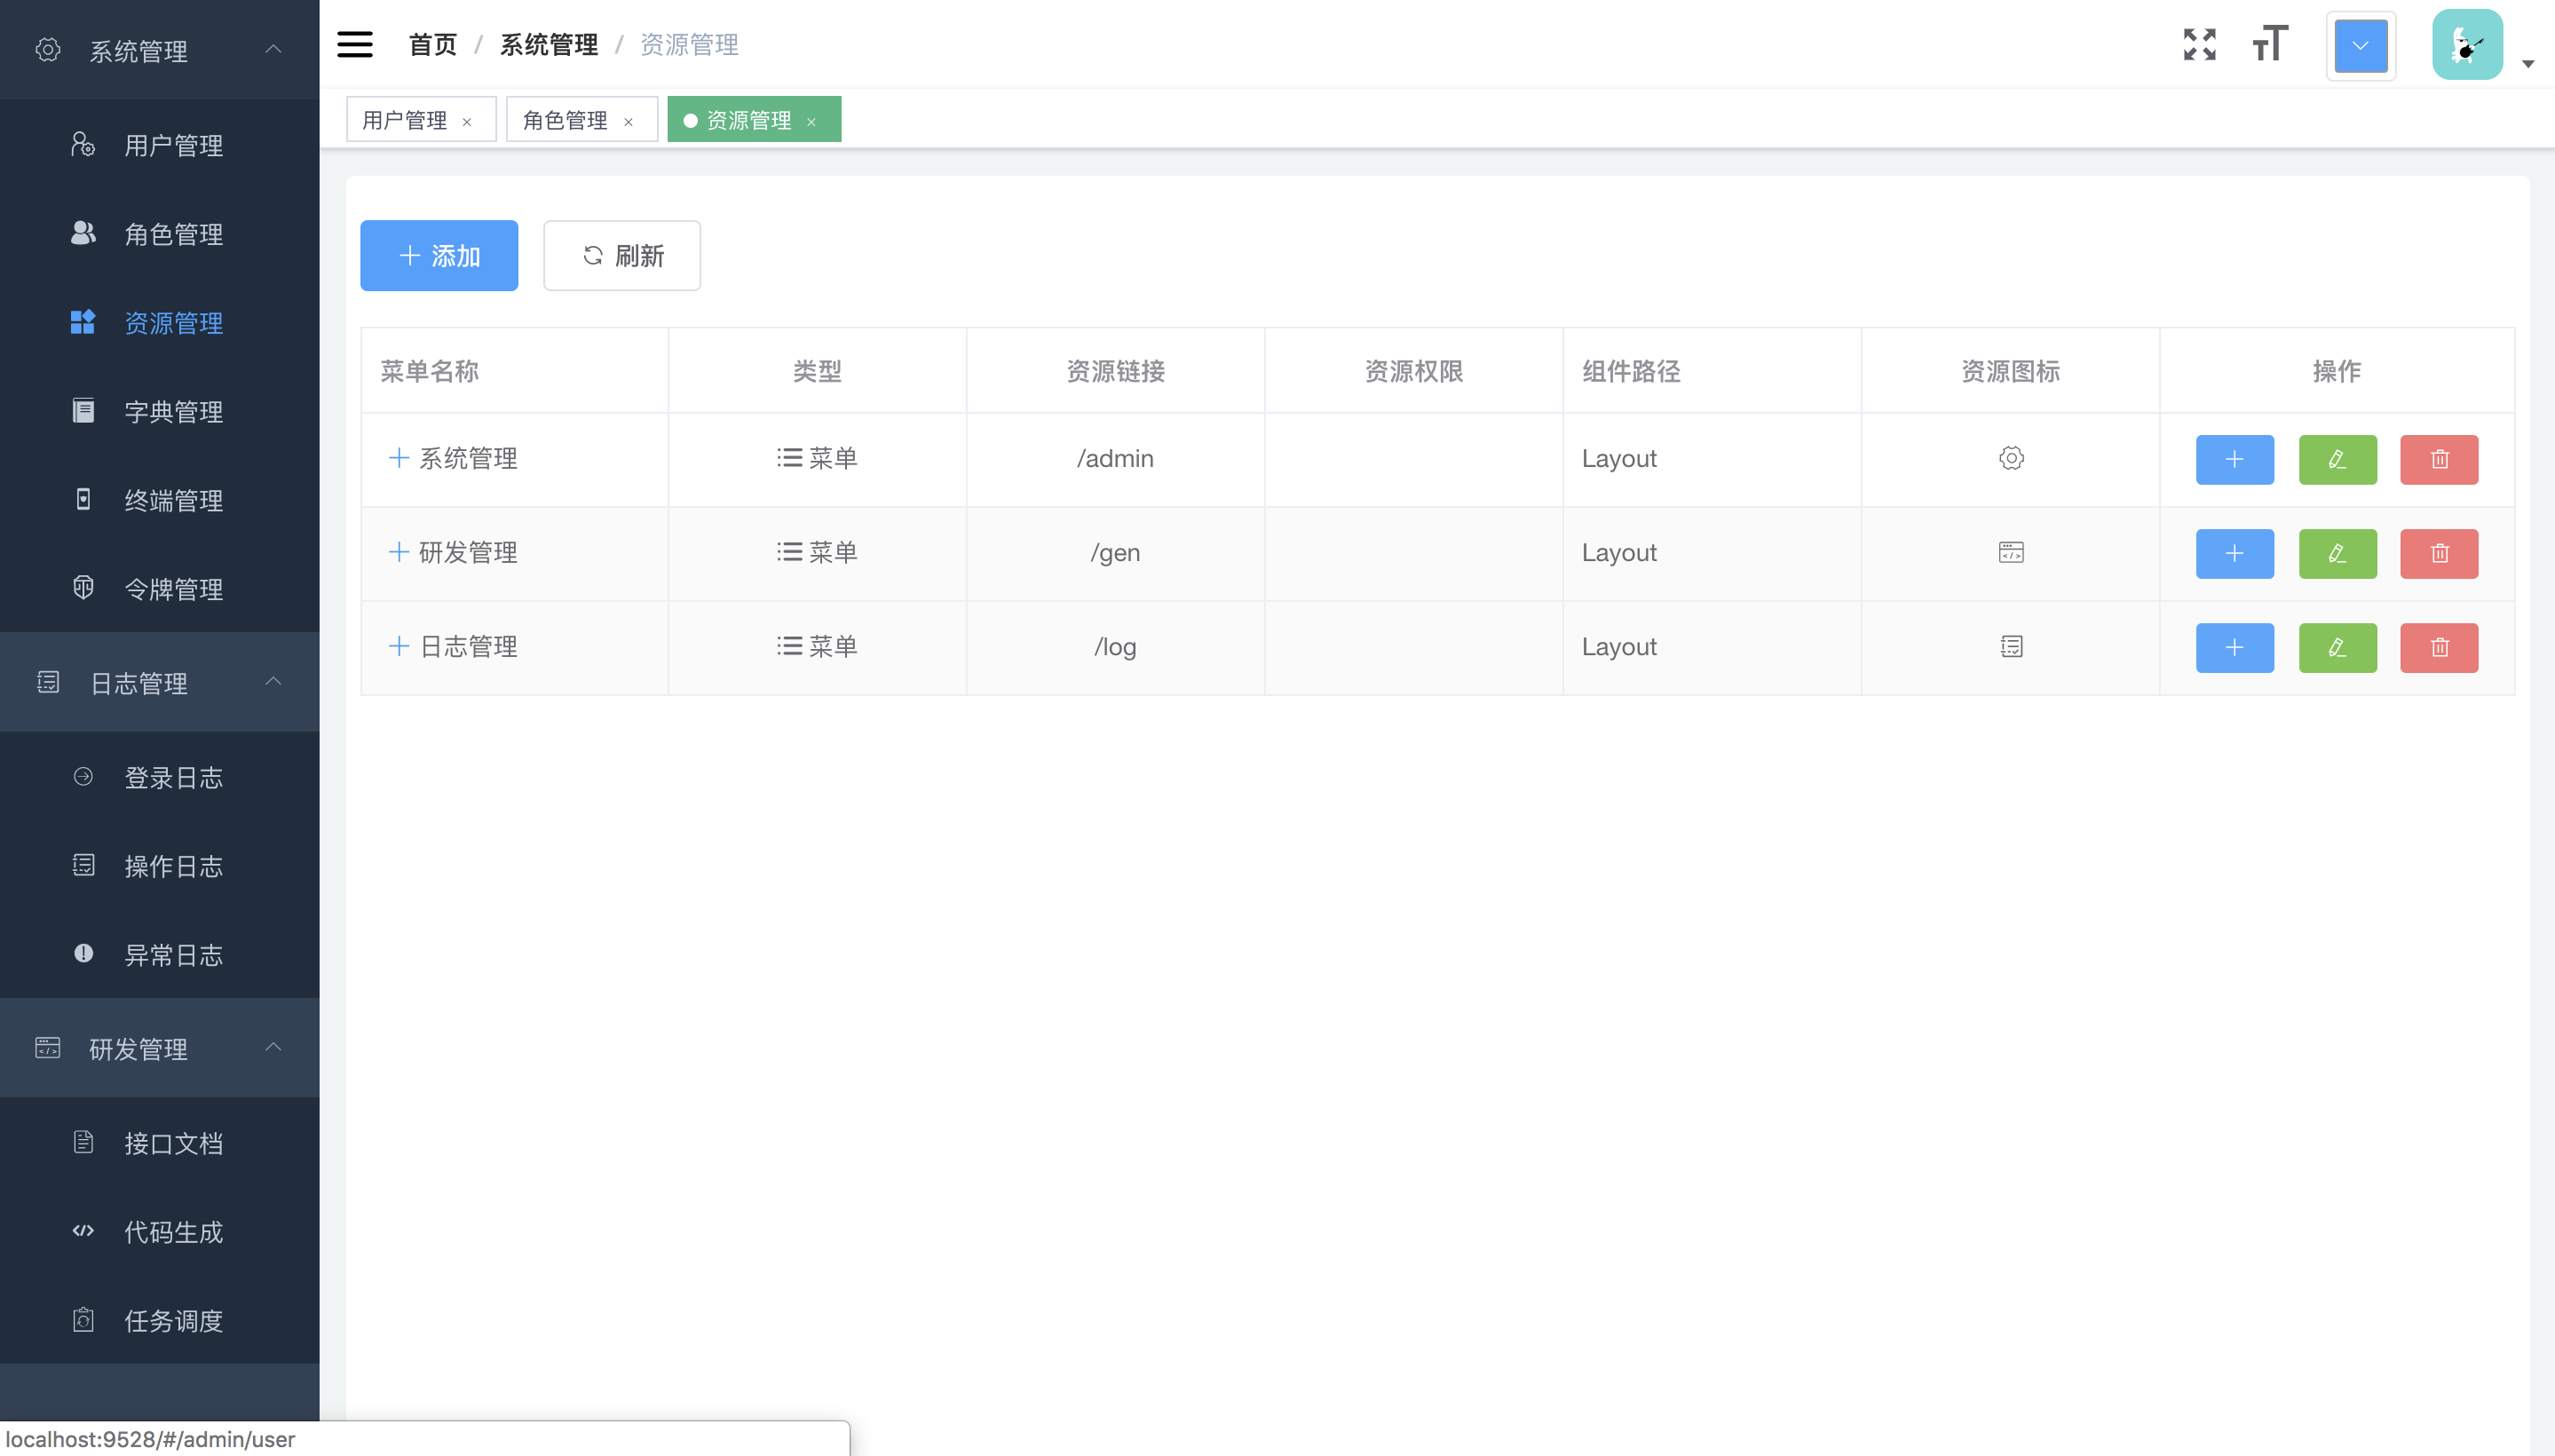 系统管理
用户管理
角色管理
资源管理
字典管理
终端管理
令牌管理
日志管理
登录日志
操作日志
异常日志
研发管理
接口文档
代码生成
任务调度
首页 / 系统管理 / 资源管理
用户管理 × 角色管理 × 资源管理 ×
添加 刷新
菜单名称 类型 资源链接 资源权限 组件路径 资源图标 操作
系统管理 菜单 /admin Layout
研发管理 菜单 /gen Layout
日志管理 菜单 /log Layout
localhost:9528/#/admin/user